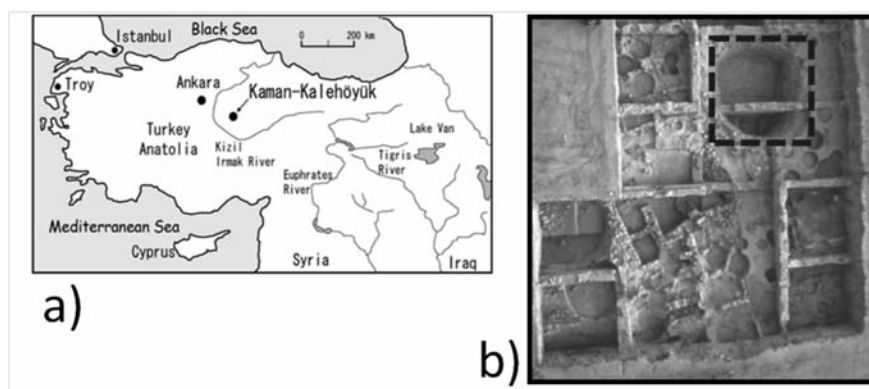 Black Sea
Istanbul
0 200 km
Troy
Ankara
Kaman-Kalehöyük
Turkey
Anatolia
Kizil
Irmak River
Lake Van
Tigris
River
Euphrates
River
Mediterranean Sea
Cyprus
Syria
Iraq
a)
b)